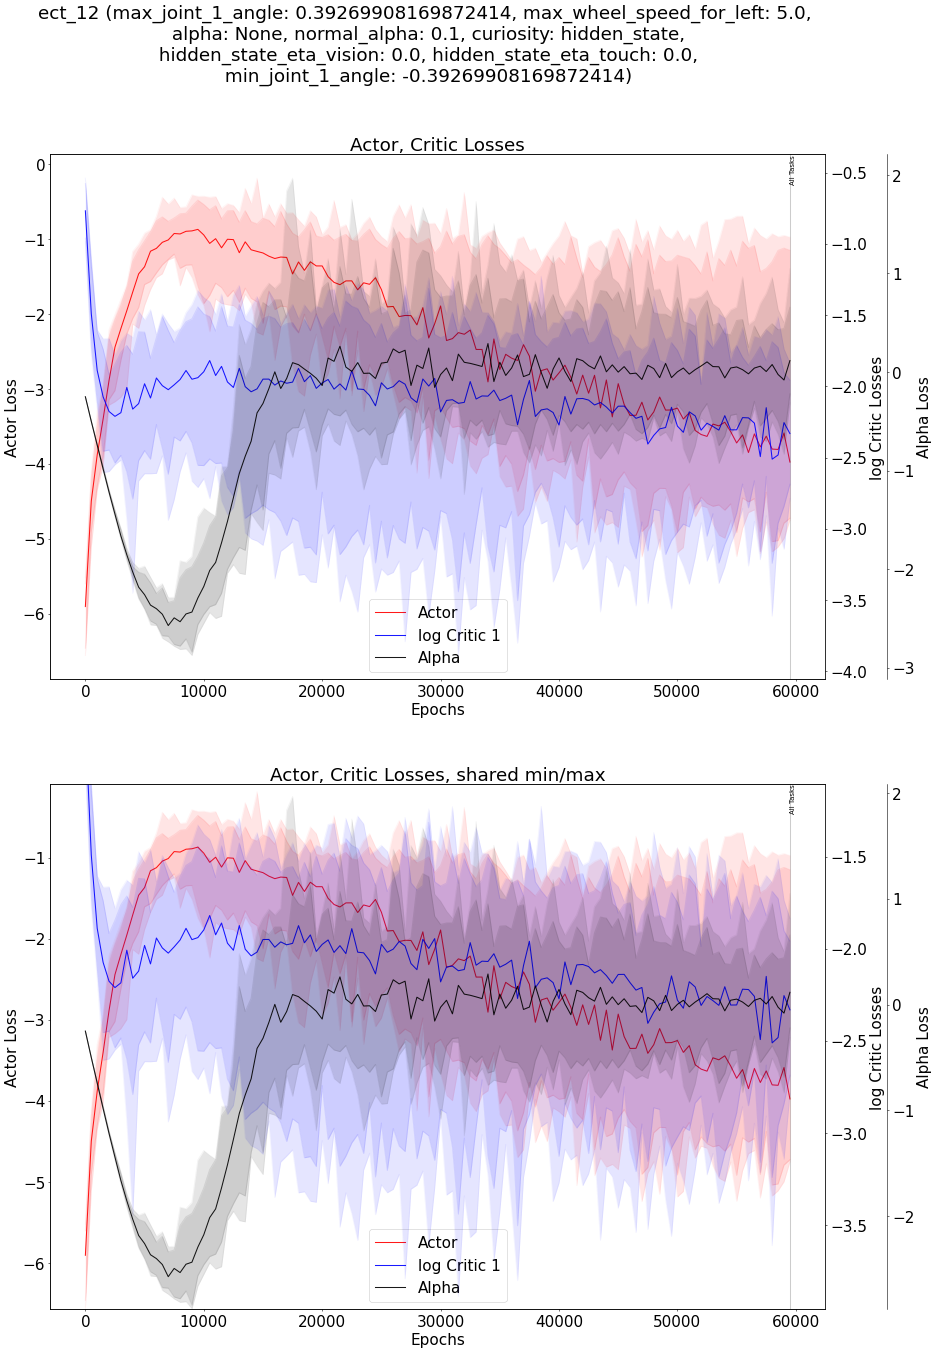 ect_12 (max_joint_1_angle: 0.39269908169872414, max_wheel_speed_for_left: 5.0,
alpha: None, normal_alpha: 0.1, curiosity: hidden_state,
hidden_state_eta_vision: 0.0, hidden_state_eta_touch: 0.0,
min_joint_1_angle: -0.39269908169872414)
Actor, Critic Losses
All Tasks
0
−1
−2
−3
−4
−5
−6
Actor Loss
−0.5
−1.0
−1.5
−2.0
−2.5
−3.0
−3.5
−4.0
log Critic Losses
2
1
0
−1
−2
−3
Alpha Loss
Actor
log Critic 1
Alpha
0 10000 20000 30000 40000 50000 60000
Epochs
Actor, Critic Losses, shared min/max
All Tasks
−1
−2
−3
−4
−5
−6
Actor Loss
−1.5
−2.0
−2.5
−3.0
−3.5
log Critic Losses
2
1
0
−1
−2
Alpha Loss
Actor
log Critic 1
Alpha
0 10000 20000 30000 40000 50000 60000
Epochs